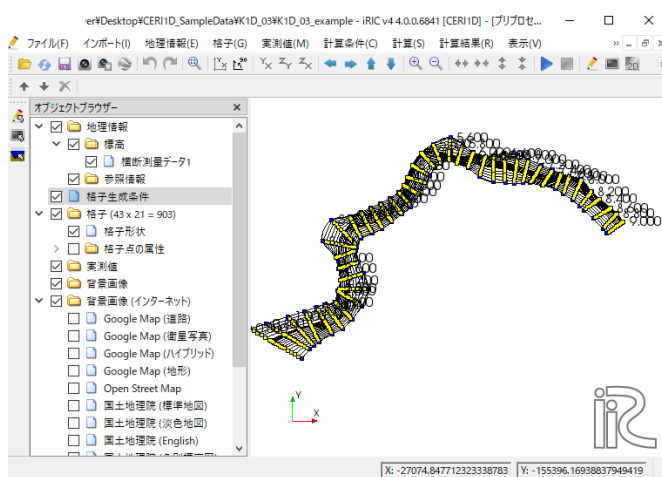 er¥Desktop¥CERI1D_SampleData¥K1D_03¥K1D_03_example - iRIC v4.0.0.6841 [CERI1D] - [プリプロセ...
ファイル(F) インポート(I) 地理情報(E) 格子(G) 実測値(M) 計算条件(C) 計算(S) 計算結果(R) 表示(V)
オブジェクトブラウザー
地理情報
標高
横断測量データ1
参照情報
格子生成条件
格子 (43 x 21 = 903)
格子形状
格子点の属性
実測値
背景画像
背景画像 (インターネット)
Google Map (道路)
Google Map (衛星写真)
Google Map (ハイブリッド)
Google Map (地形)
Open Street Map
国土地理院 (標準地図)
国土地理院 (淡色地図)
国土地理院 (English)
5.600
8.200
9.000
Y
X
iRIC
X: -27074.847712323338783 Y: -155396.16938837949419